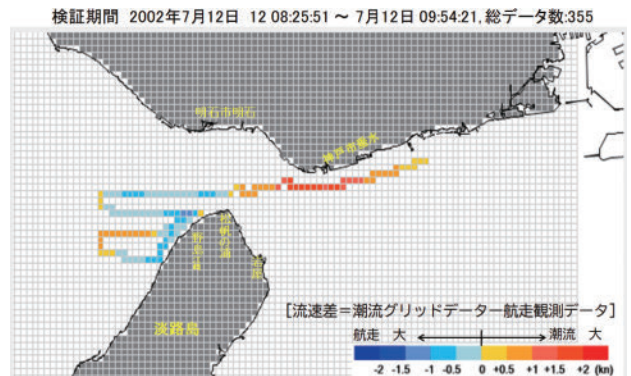 検証期間 2002年7月12日 12 08:25:51 ～ 7月12日 09:54:21, 総データ数:355
明石市明石
神戸市垂水
淡路島
[流速差＝潮流グリッドデーター航走観測データ]
航走 大 潮流 大
-2 -1.5 -1 -0.5 0 +0.5 +1 +1.5 +2 (kn)